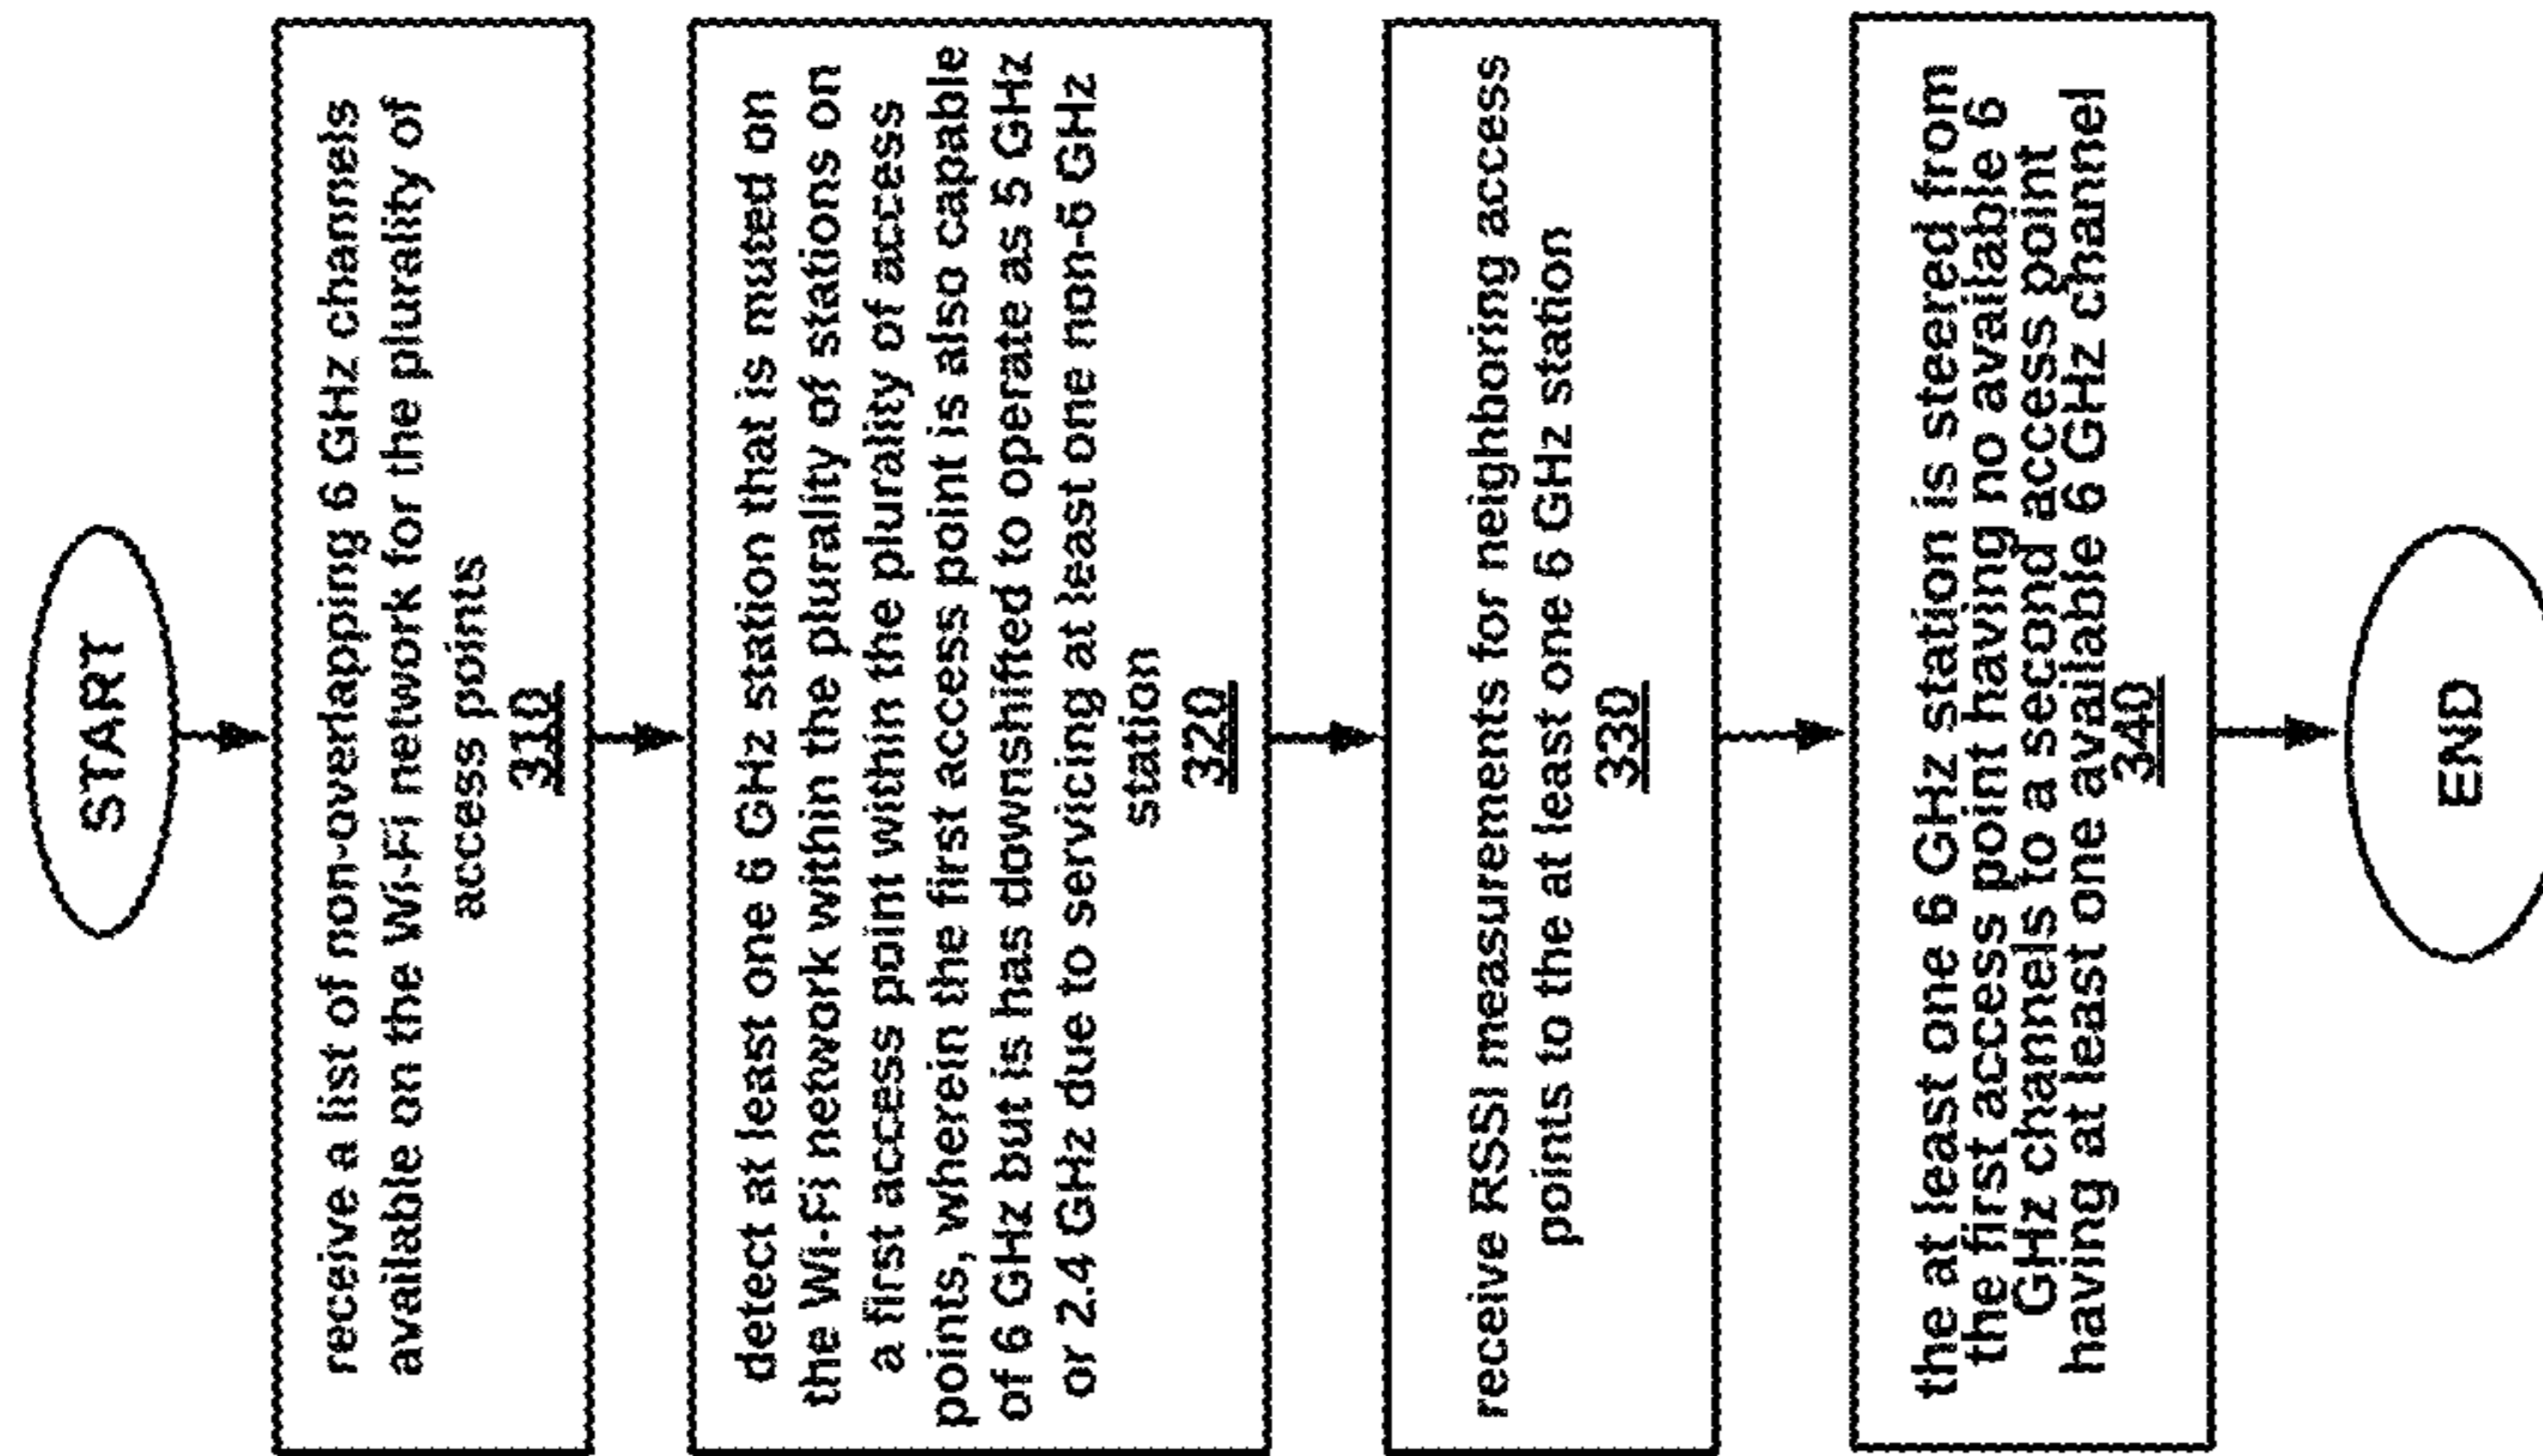 START
receive a list of non-overlapping 6 GHz channels
available on the Wi-Fi network for the plurality of
access points
310
detect at least one 6 GHz station that is muted on
the Wi-Fi network within the plurality of stations on
a first access point within the plurality of access
points, wherein the first access point is also capable
of 6 GHz but is has downshifted to operate as 5 GHz
or 2.4 GHz due to servicing at least one non-6 GHz
station
320
receive RSSI measurements for neighboring access
points to the at least one 6 GHz station
330
the at least one 6 GHz station is steered from
the first access point having no available 6
GHz channels to a second access point
having at least one available 6 GHz channel
340
END